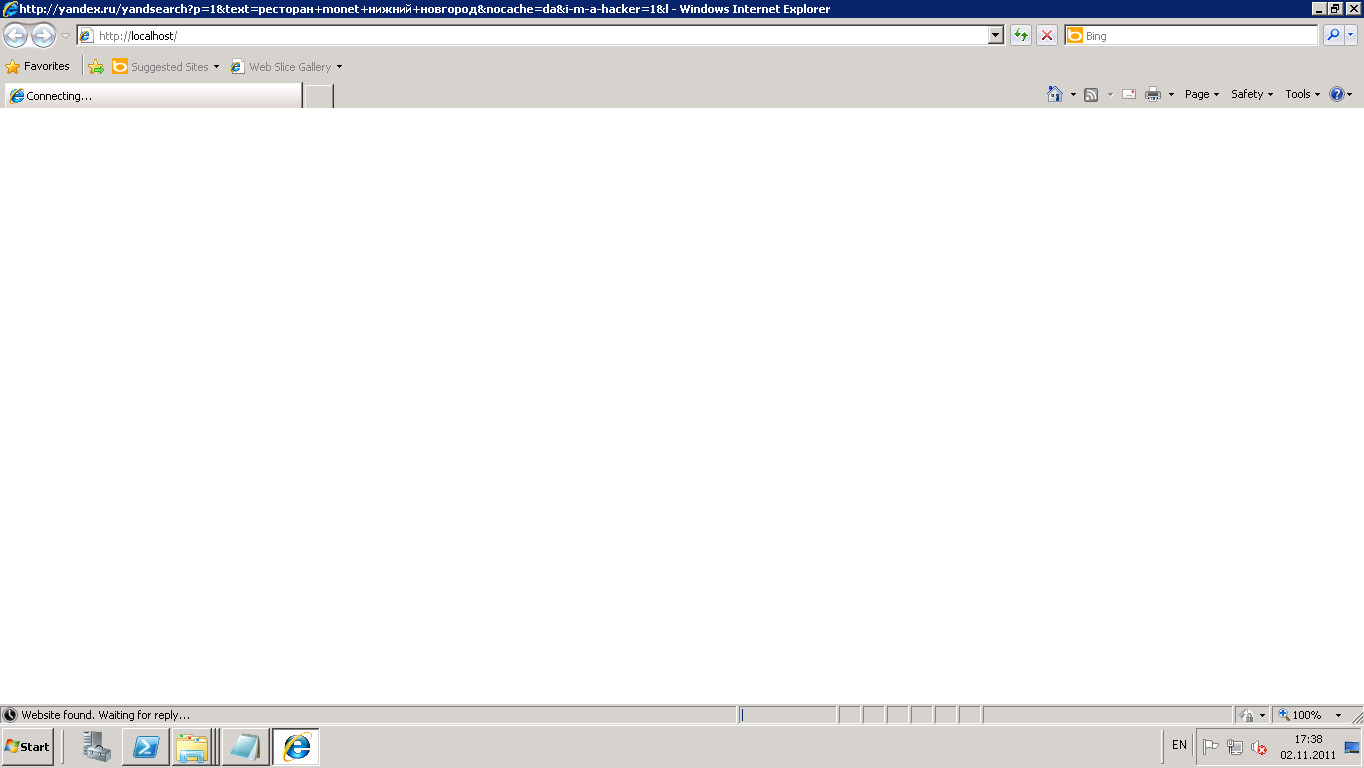 http://yandex.ru/yandsearch?p=1&text=ресторан+monet+нижний+новгород&nocache=da&i-m-a-hacker=1&l - Windows Internet Explorer
http://localhost/
Bing
Favorites
Suggested Sites
Web Slice Gallery
Connecting...
Page
Safety
Tools
Website found. Waiting for reply...
100%
Start
EN
17:38
02.11.2011